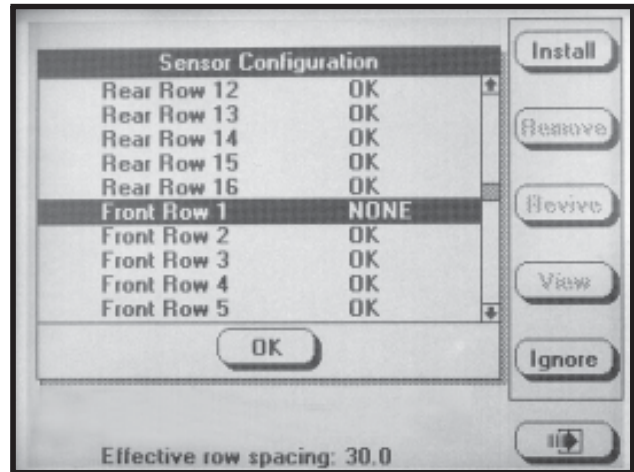 Sensor Configuration
Rear Row 12 OK
Rear Row 13 OK
Rear Row 14 OK
Rear Row 15 OK
Rear Row 16 OK
Front Row 1 NONE
Front Row 2 OK
Front Row 3 OK
Front Row 4 OK
Front Row 5 OK
OK
Effective row spacing: 30.0
Install
Remove
Revive
View
Ignore